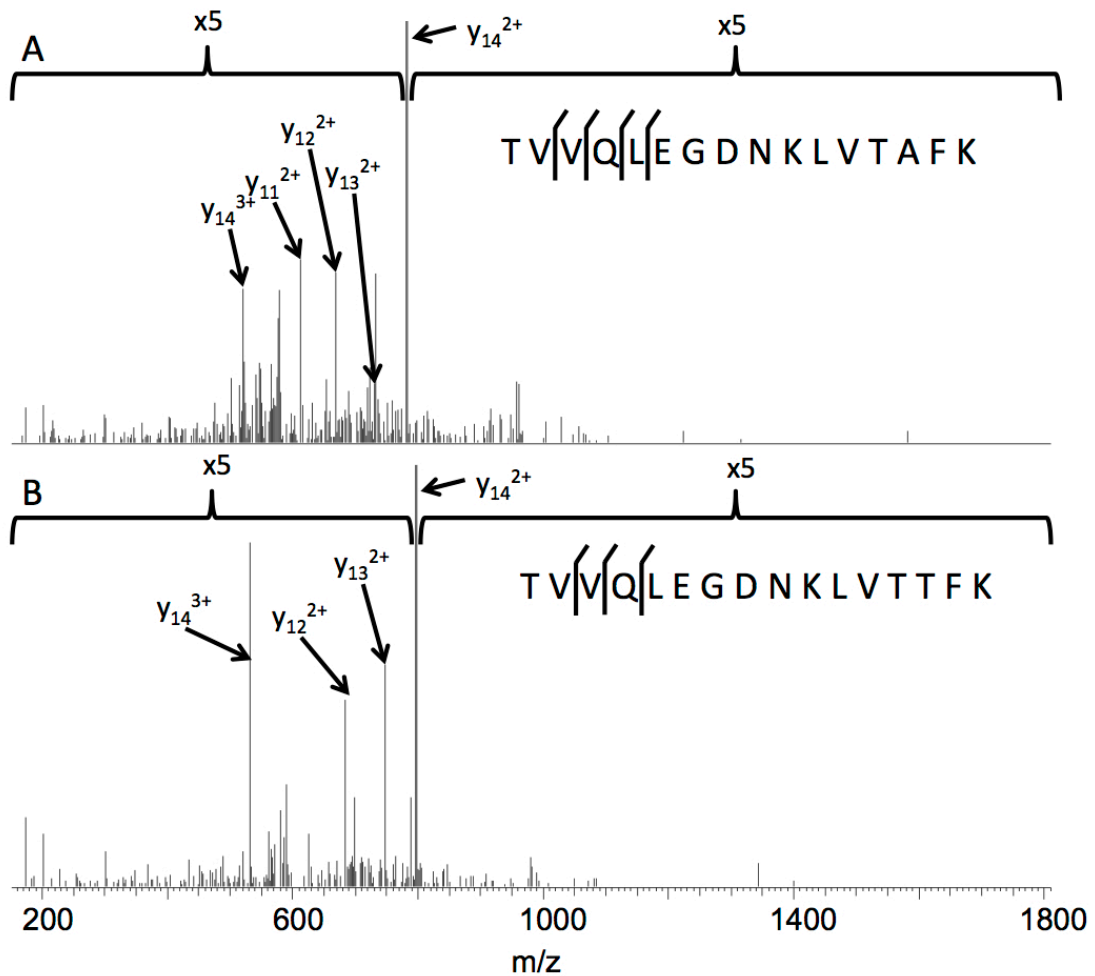 A
x5
y14 2+
x5
y12 2+
y11 2+
y13 2+
y14 3+
T V V Q L E G D N K L V T A F K
B
x5
y14 2+
x5
y13 2+
y14 3+
y12 2+
T V V Q L E G D N K L V T T F K
200 600 1000 1400 1800
m/z